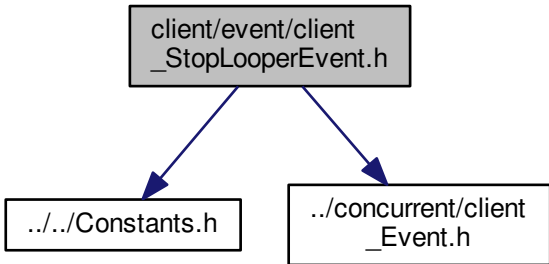 client/event/client
_StopLooperEvent.h
../../Constants.h
../concurrent/client
_Event.h